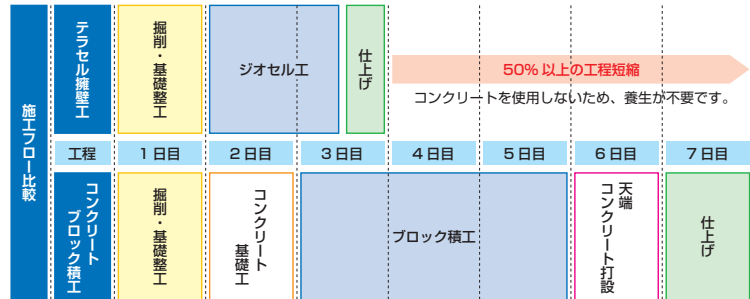 施工フロー比較
テラセル擁壁工
掘削・基礎整工
ジオセル工
仕上げ
50% 以上の工程短縮
コンクリートを使用しないため、養生が不要です。
工程
1 日目
2 日目
3 日目
4 日目
5 日目
6 日目
7 日目
コンクリート
ブロック積工
掘削・基礎整工
コンクリート
基礎工
ブロック積工
天端
コンクリート打設
仕上げ